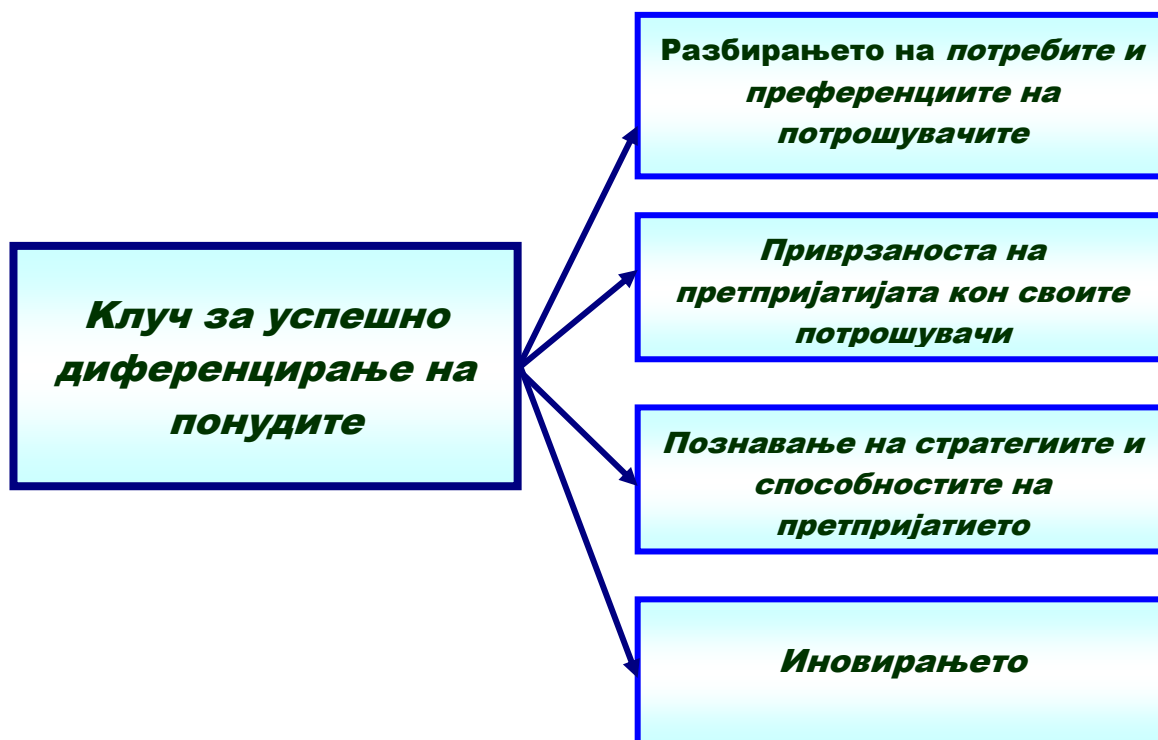 Клуч за успешно
диференцирање на
понудите
Разбирањето на потребите и
преференциите на
потрошувачите
Приврзаноста на
претпријатијата кон своите
потрошувачи
Познавање на стратегиите и
способностите на
претпријатието
Иновирањето